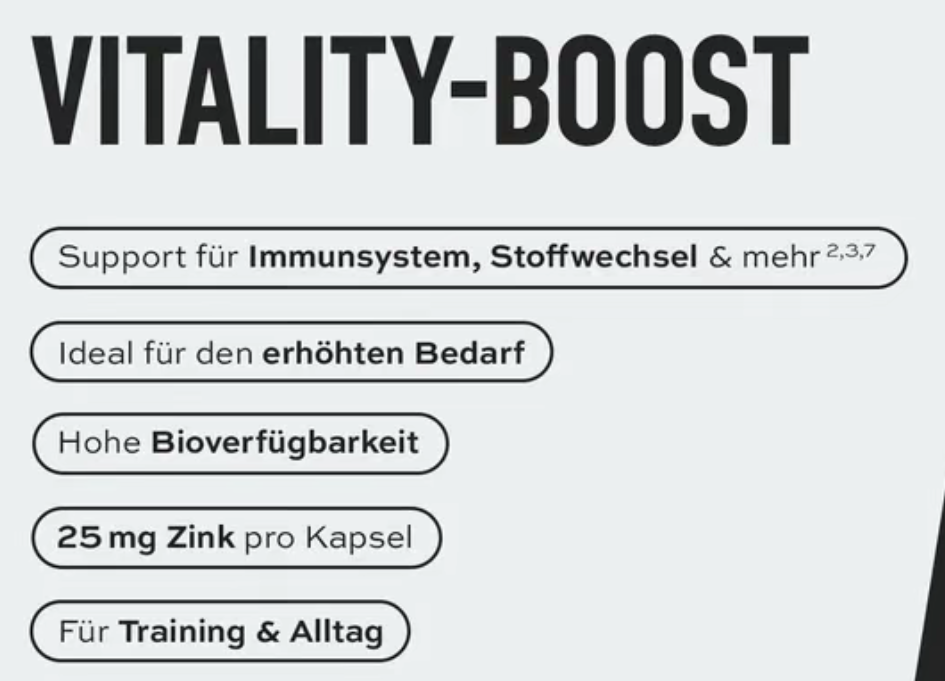 VITALITY-BOOST
Support für Immunsystem, Stoffwechsel & mehr 2,3,7
Ideal für den erhöhten Bedarf
Hohe Bioverfügbarkeit
25 mg Zink pro Kapsel
Für Training & Alltag